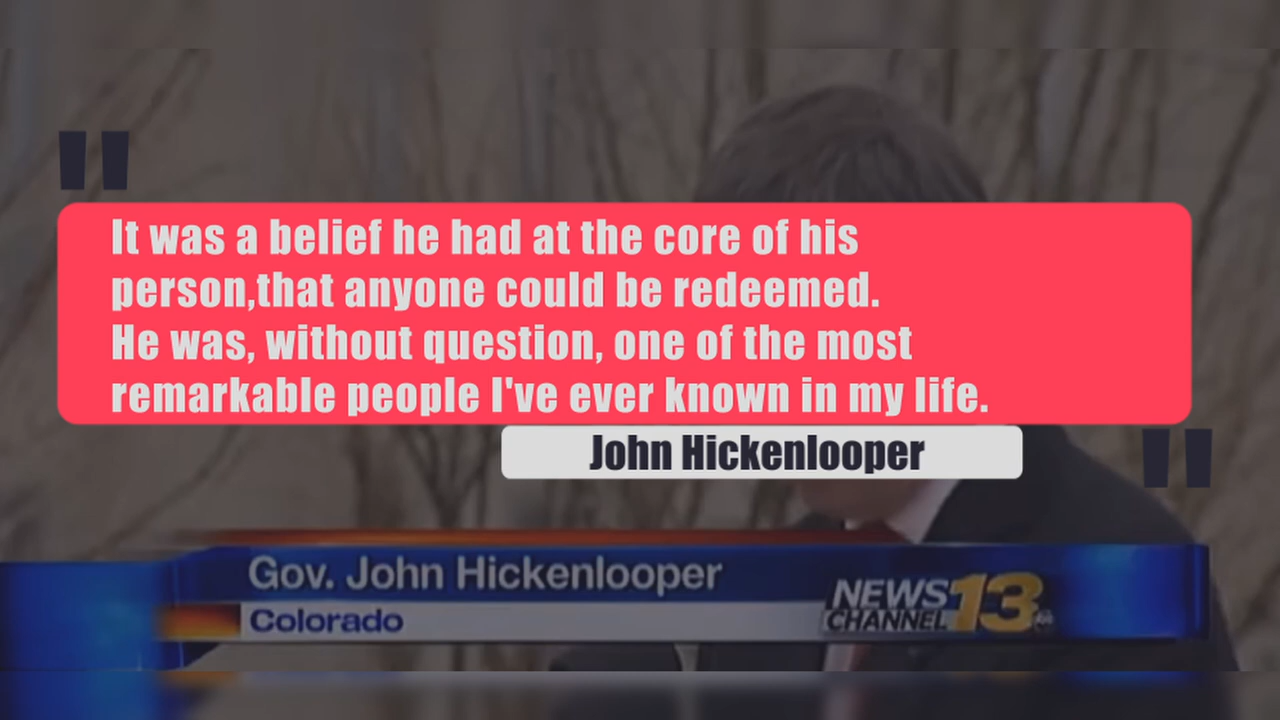 "
It was a belief he had at the core of his
person,that anyone could be redeemed.
He was, without question, one of the most
remarkable people I've ever known in my life.
"
John Hickenlooper
Gov. John Hickenlooper
Colorado
NEWS
CHANNEL 13